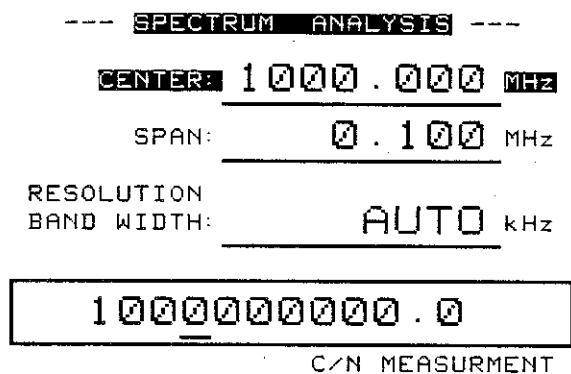 --- SPECTRUM ANALYSIS ---
CENTER: 1000.000 MHz
SPAN: 0.100 MHz
RESOLUTION
BAND WIDTH: AUTO kHz
1000000000.0
C/N MEASURMENT